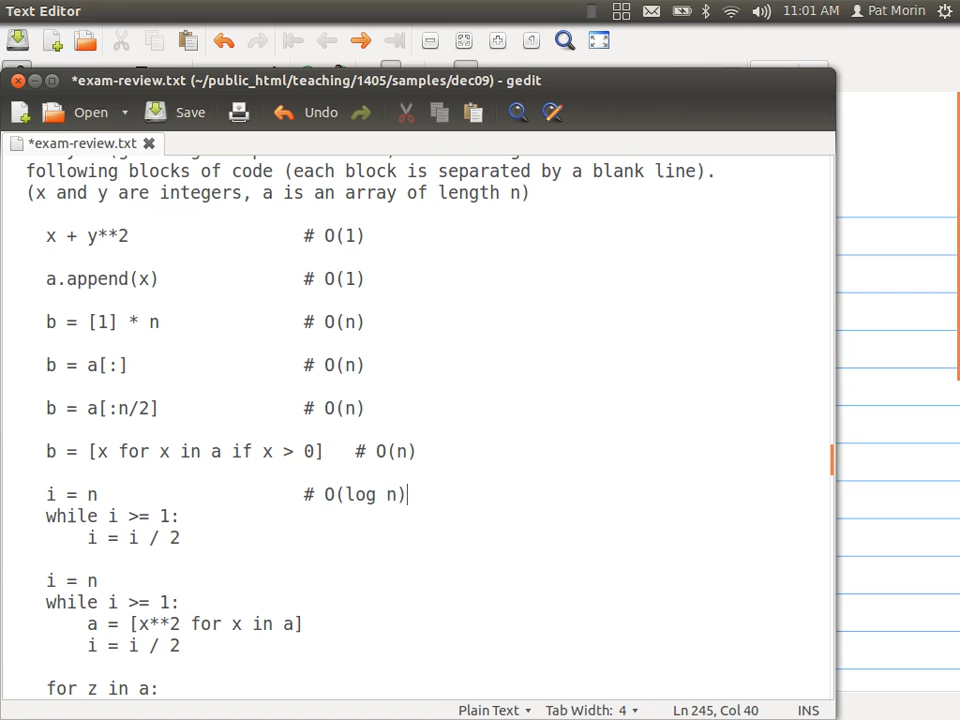 Text Editor
11:01 AM Pat Morin
*exam-review.txt (~/public_html/teaching/1405/samples/dec09) - gedit
Open Save Undo
*exam-review.txt
following blocks of code (each block is separated by a blank line).
(x and y are integers, a is an array of length n)
x + y**2 # O(1)
a.append(x) # O(1)
b = [1] * n # O(n)
b = a[:] # O(n)
b = a[:n/2] # O(n)
b = [x for x in a if x > 0] # O(n)
i = n # O(log n)
while i >= 1:
i = i / 2
i = n
while i >= 1:
a = [x**2 for x in a]
i = i / 2
for z in a:
Plain Text Tab Width: 4 Ln 245, Col 40 INS